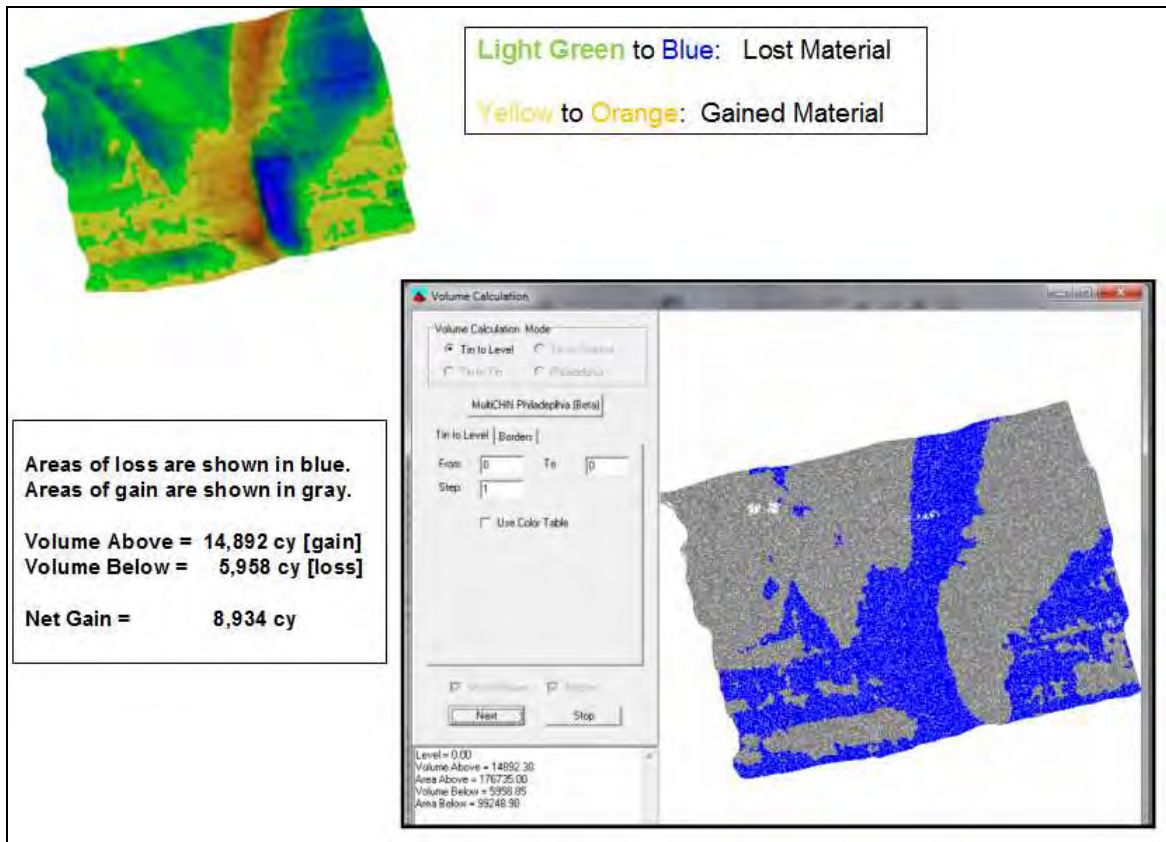 Light Green to Blue: Lost Material
Yellow to Orange: Gained Material
Volume Calculation
Volume Calculation Mode
Tin to Level
Tin to Tin
Philadelphia
MultiCHN Philadephia (Beta)
Tin to Level Borders
From: 0 To 0
Step: 1
Use Color Table
Next Stop
Level = 0.00
Volume Above = 14892.30
Area Above = 176735.00
Volume Below = 5958.85
Area Below = 99248.90
Areas of loss are shown in blue.
Areas of gain are shown in gray.
Volume Above = 14,892 cy [gain]
Volume Below = 5,958 cy [loss]
Net Gain = 8,934 cy